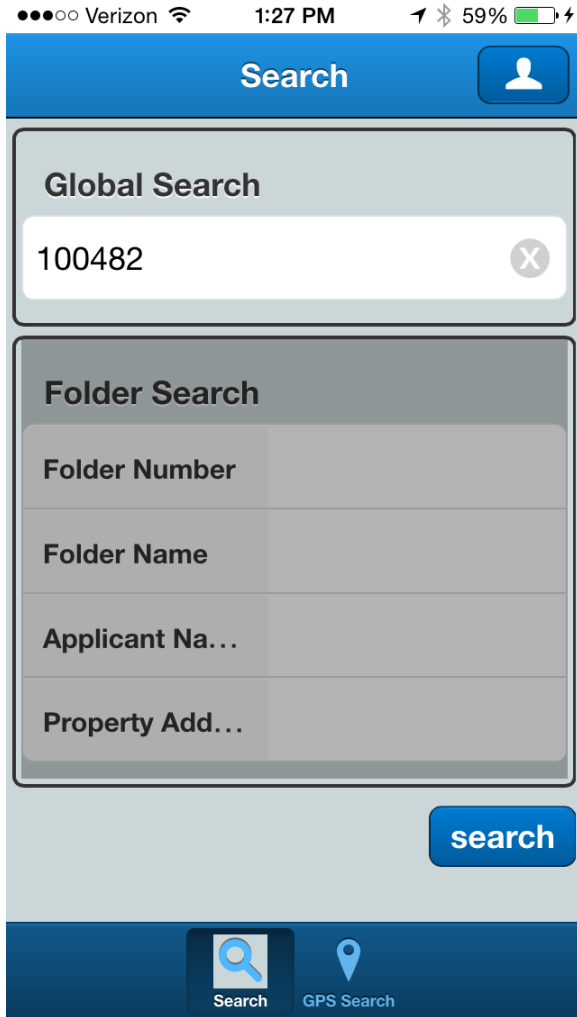 Verizon 1:27 PM 59%
Search
Global Search
100482
X
Folder Search
Folder Number
Folder Name
Applicant Na...
Property Add...
search
Search GPS Search